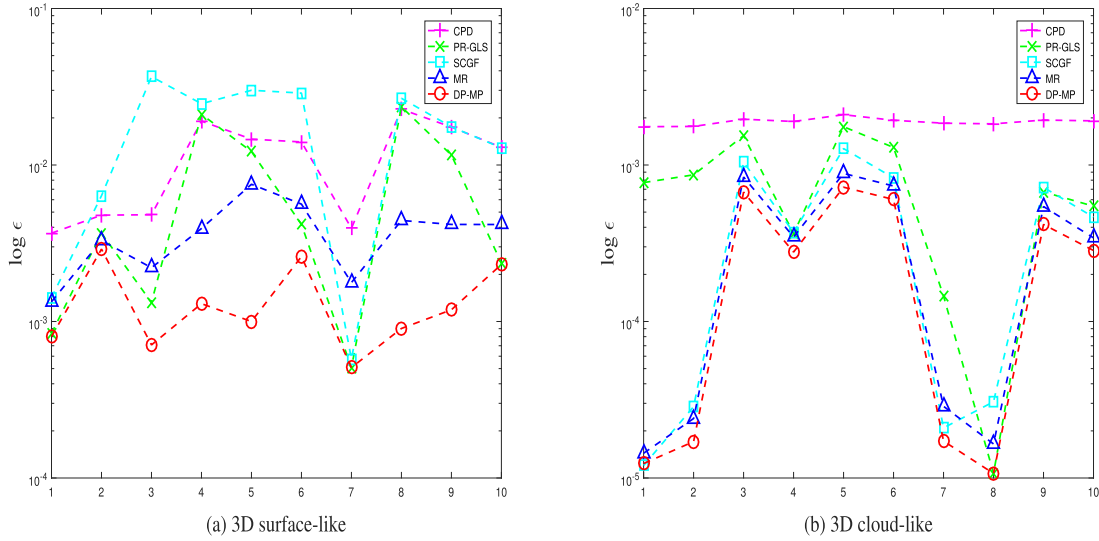 10^-1
10^-2
10^-3
10^-4
log ϵ
CPD
PR-GLS
SCGF
MR
DP-MP
1 2 3 4 5 6 7 8 9 10
(a) 3D surface-like
10^-2
10^-3
10^-4
10^-5
log ϵ
CPD
PR-GLS
SCGF
MR
DP-MP
1 2 3 4 5 6 7 8 9 10
(b) 3D cloud-like